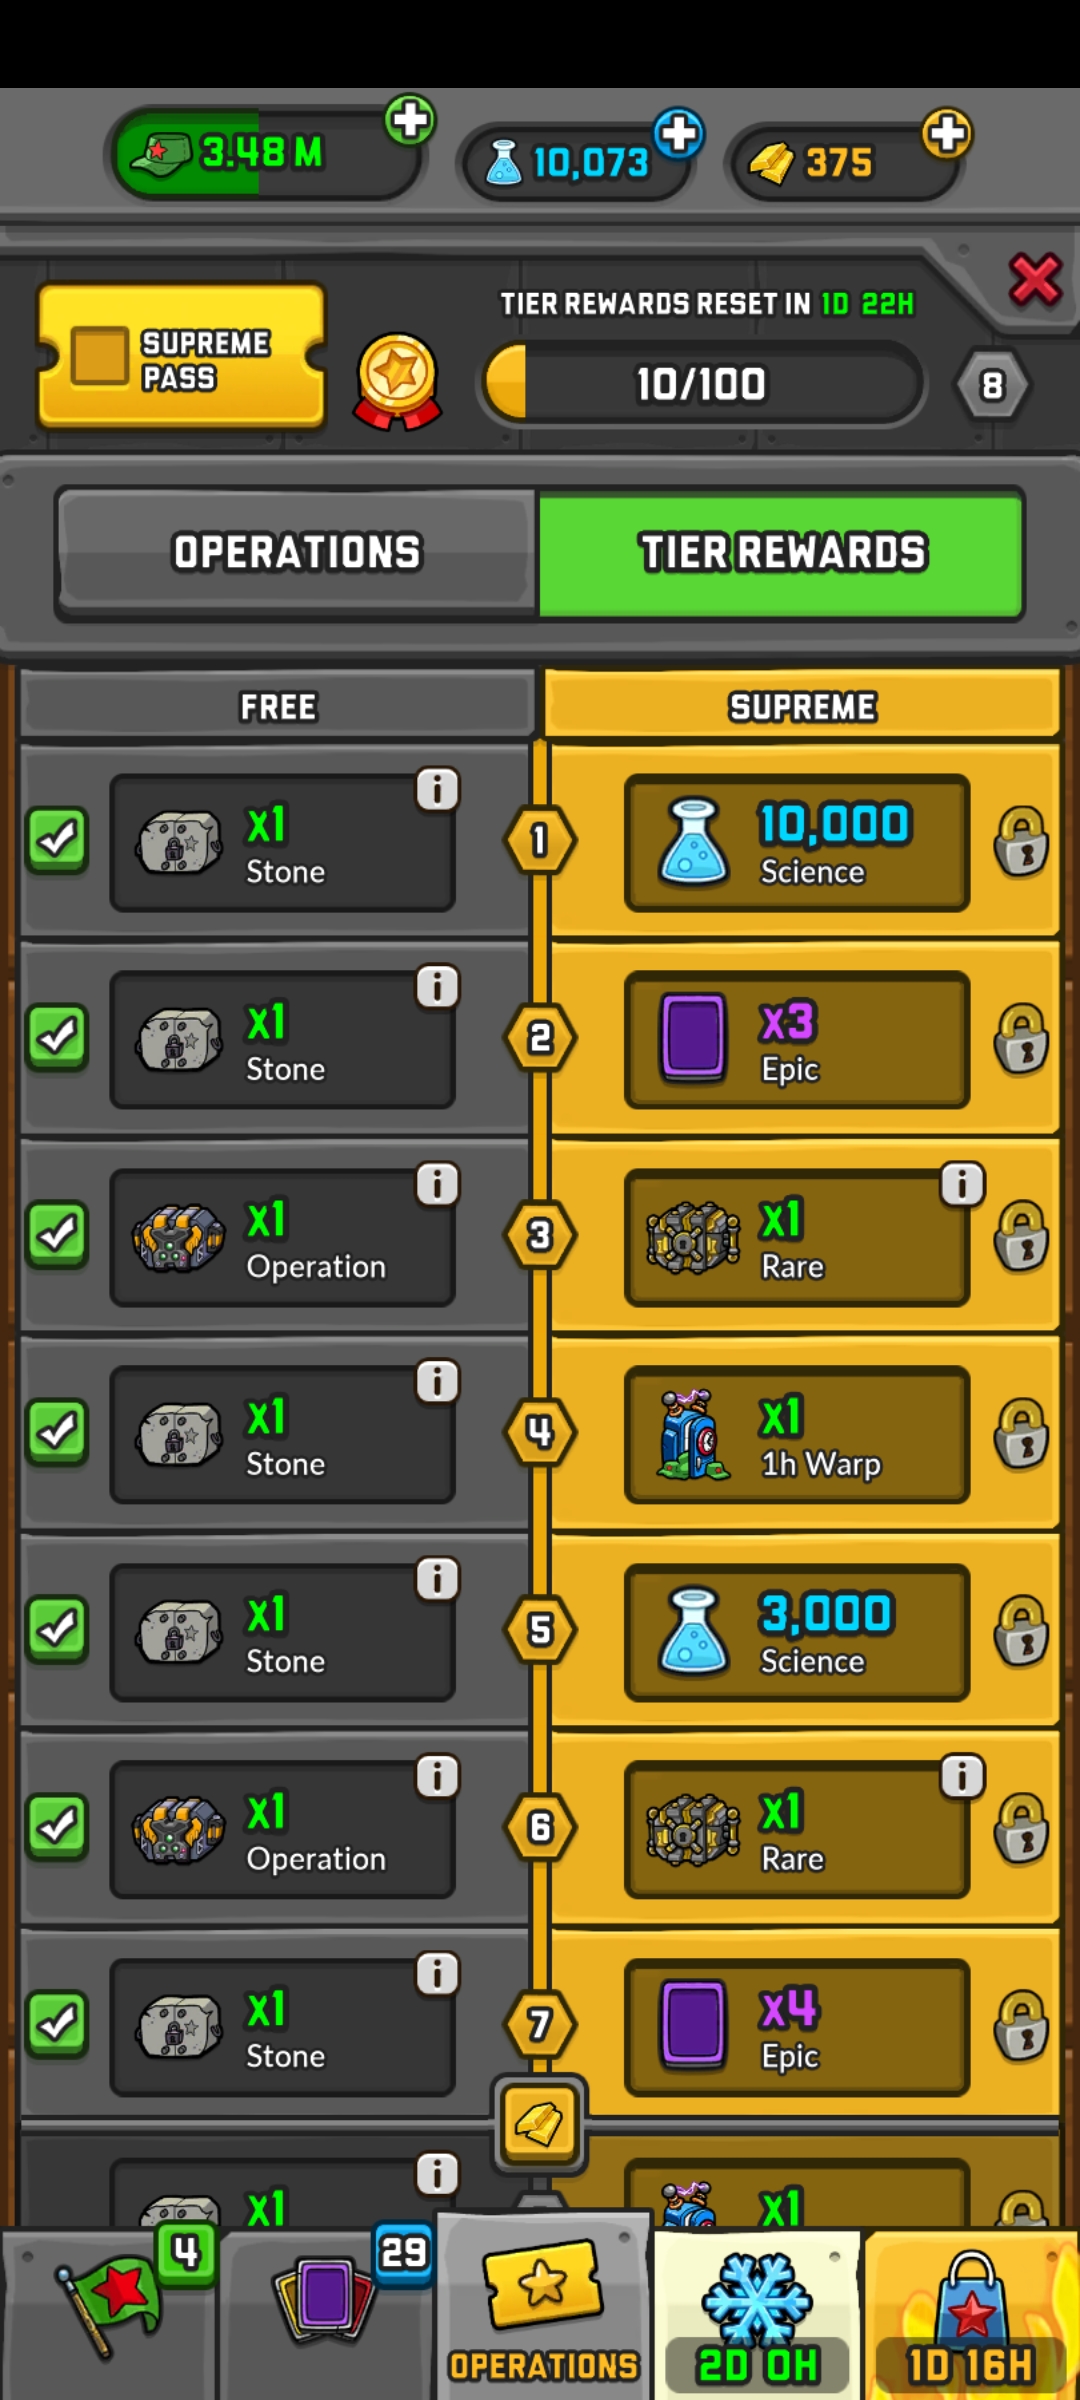 3.48 M
10,073
375
TIER REWARDS RESET IN 1D 22H
SUPREME
PASS
10/100
8
OPERATIONS
TIER REWARDS
FREE
SUPREME
x1
Stone
1
10,000
Science
x1
Stone
2
x3
Epic
x1
Operation
3
x1
Rare
x1
Stone
4
x1
1h Warp
x1
Stone
5
3,000
Science
x1
Operation
6
x1
Rare
x1
Stone
7
x4
Epic
x1
x1
4
29
OPERATIONS
2D 0H
1D 16H